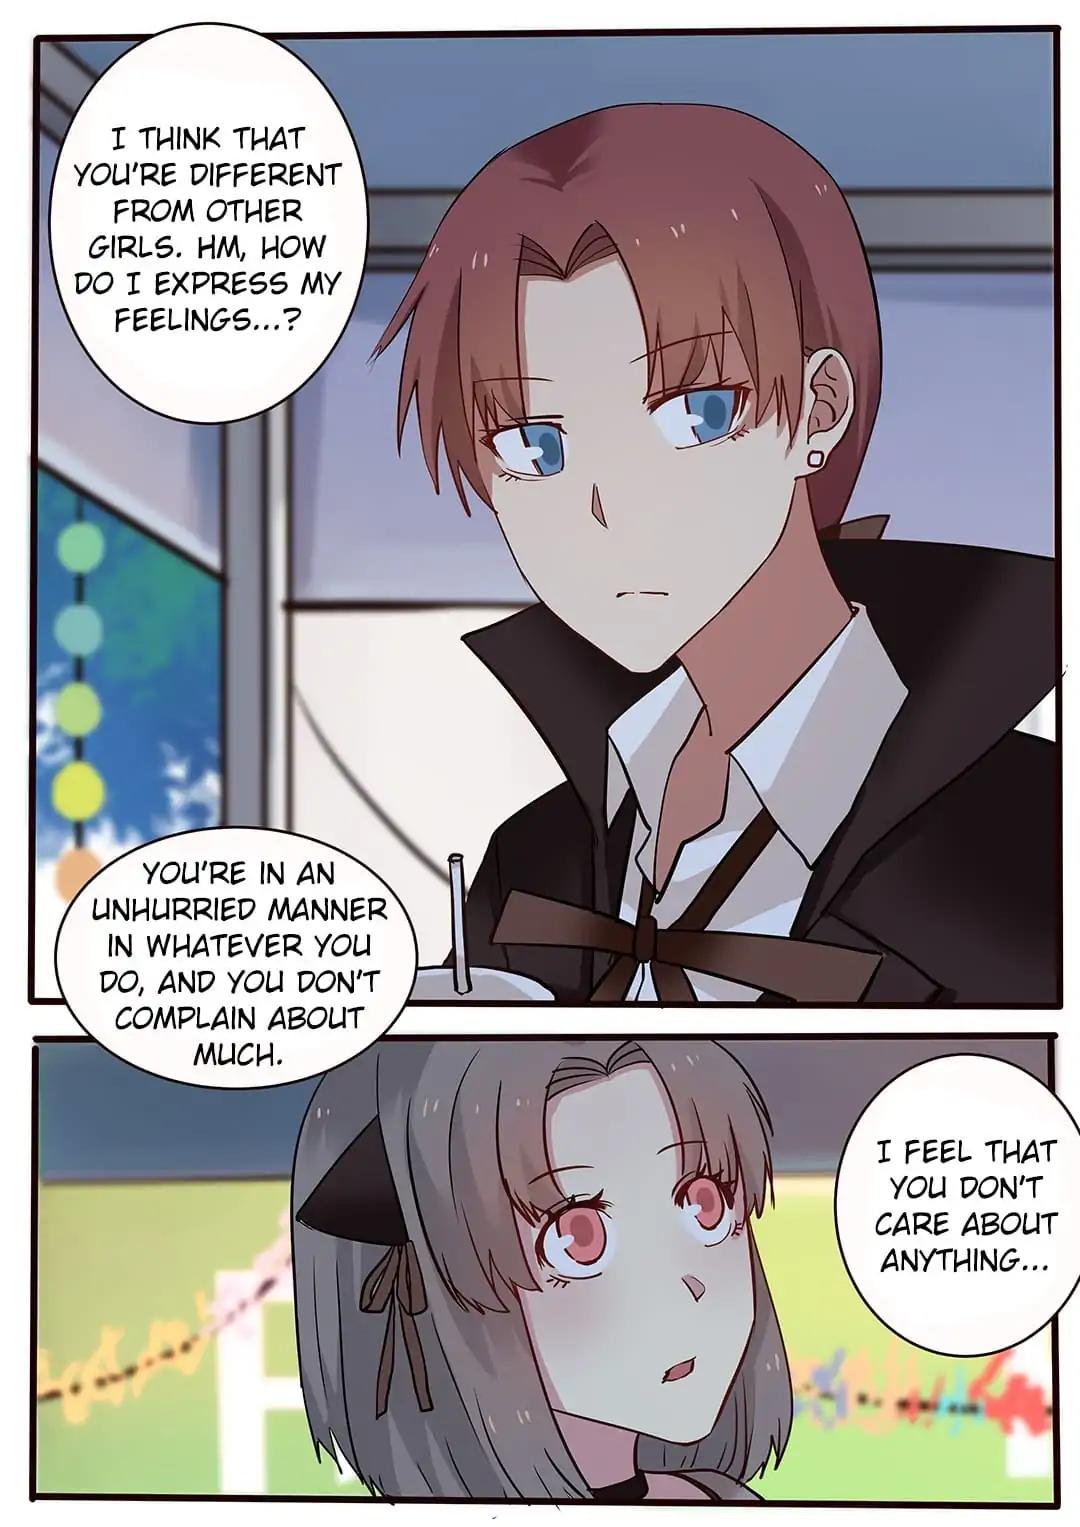 I THINK THAT
YOU'RE DIFFERENT
FROM OTHER
GIRLS. HM, HOW
DO I EXPRESS MY
FEELINGS...?
YOU'RE IN AN
UNHURRIED MANNER
IN WHATEVER YOU
DO, AND YOU DON'T
COMPLAIN ABOUT
MUCH.
I FEEL THAT
YOU DON'T
CARE ABOUT
ANYTHING...